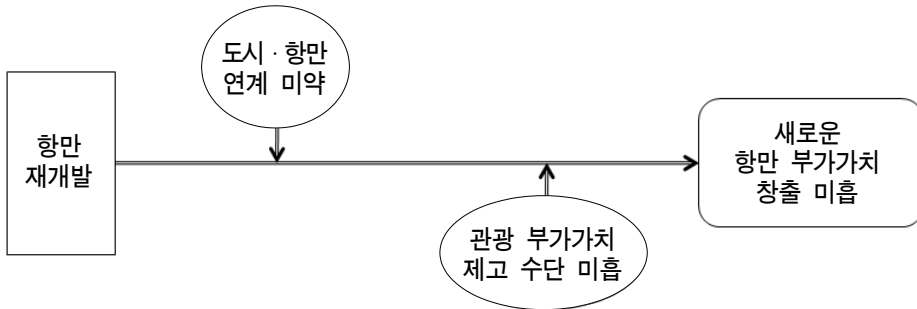 도시 · 항만
연계 미약
항만
재개발
새로운
항만 부가가치
창출 미흡
관광 부가가치
제고 수단 미흡